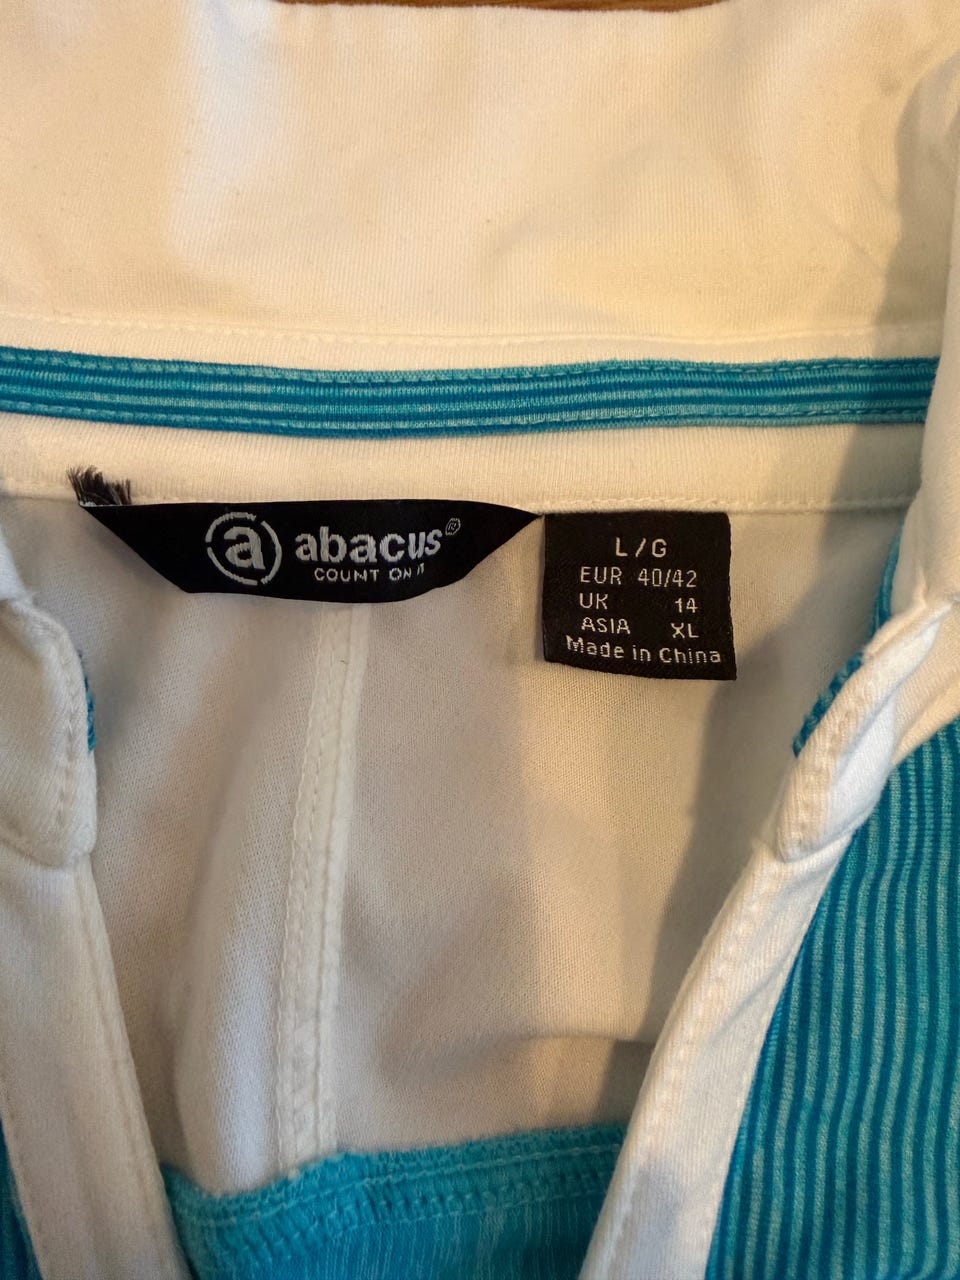 a abacus®
COUNT ON IT
L/G
EUR 40/42
UK 14
ASIA XL
Made in China